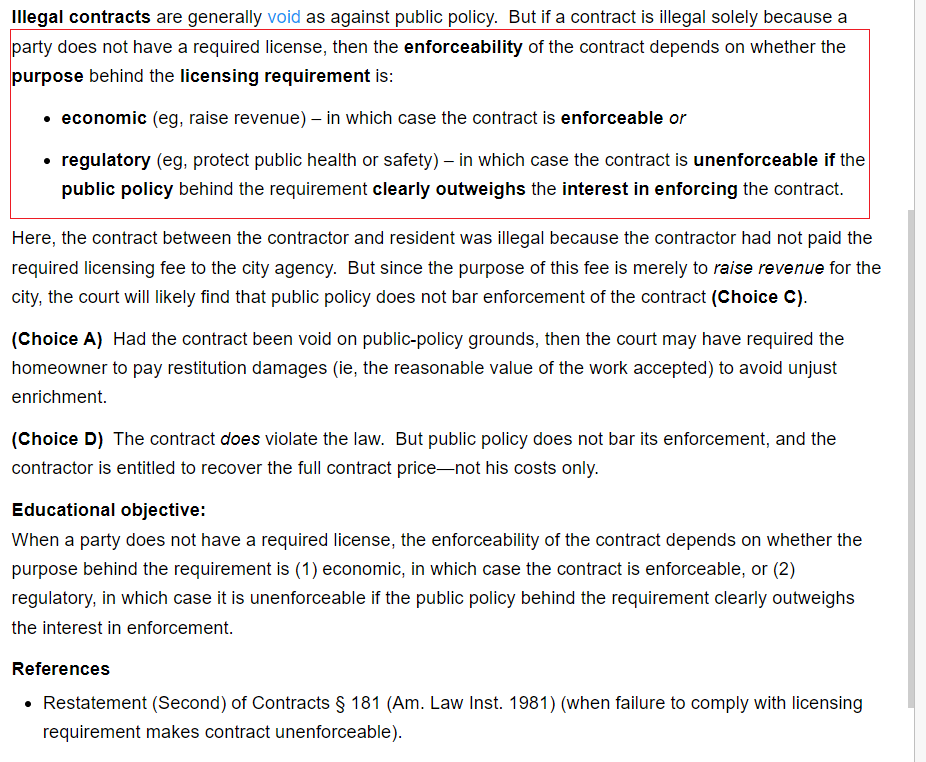 Illegal contracts are generally void as against public policy.  But if a contract is illegal solely because a
party does not have a required license, then the enforceability of the contract depends on whether the
purpose behind the licensing requirement is:
• economic (eg, raise revenue) – in which case the contract is enforceable or
• regulatory (eg, protect public health or safety) – in which case the contract is unenforceable if the
public policy behind the requirement clearly outweighs the interest in enforcing the contract.
Here, the contract between the contractor and resident was illegal because the contractor had not paid the
required licensing fee to the city agency.  But since the purpose of this fee is merely to raise revenue for the
city, the court will likely find that public policy does not bar enforcement of the contract (Choice C).
(Choice A)  Had the contract been void on public-policy grounds, then the court may have required the
homeowner to pay restitution damages (ie, the reasonable value of the work accepted) to avoid unjust
enrichment.
(Choice D)  The contract does violate the law.  But public policy does not bar its enforcement, and the
contractor is entitled to recover the full contract price—not his costs only.
Educational objective:
When a party does not have a required license, the enforceability of the contract depends on whether the
purpose behind the requirement is (1) economic, in which case the contract is enforceable, or (2)
regulatory, in which case it is unenforceable if the public policy behind the requirement clearly outweighs
the interest in enforcement.
References
• Restatement (Second) of Contracts § 181 (Am. Law Inst. 1981) (when failure to comply with licensing
requirement makes contract unenforceable).